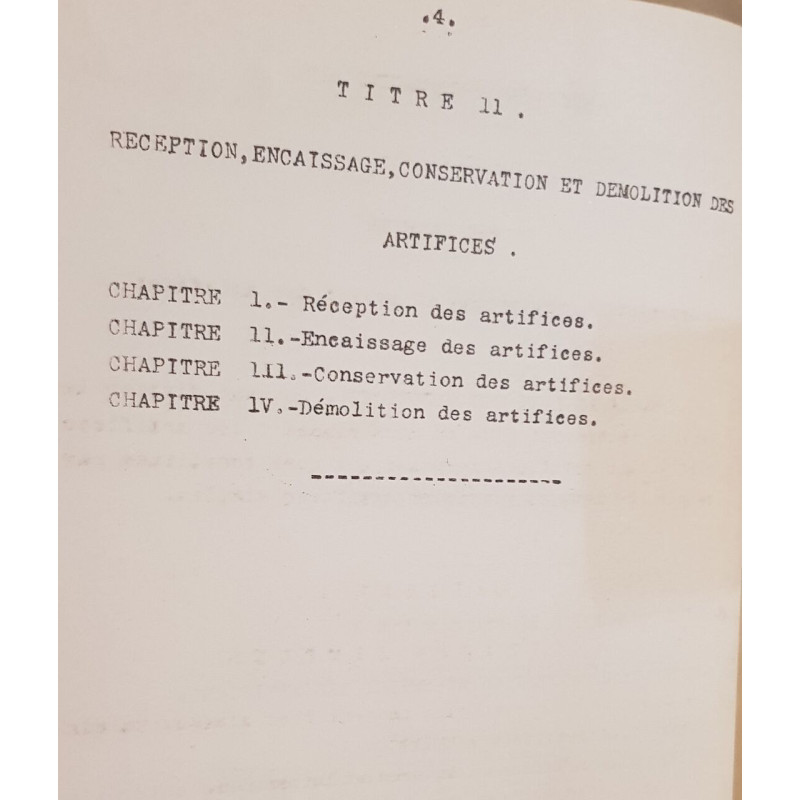 .4.
T I T R E 11 .
RECEPTION,ENCAISSAGE,CONSERVATION ET DEMOLITION DES
ARTIFICES .
CHAPITRE 1.- Réception des artifices.
CHAPITRE 11.-Encaissage des artifices.
CHAPITRE 111.-Conservation des artifices.
CHAPITRE 1V.-Démolition des artifices.
----------------------